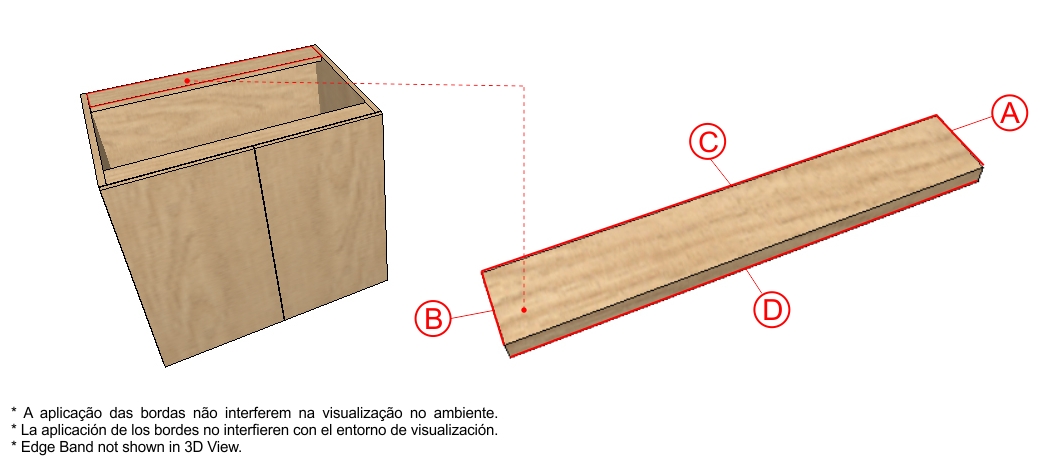 A
C
B
D
* A aplicação das bordas não interferem na visualização no ambiente.
* La aplicación de los bordes no interfieren con el entorno de visualización.
* Edge Band not shown in 3D View.